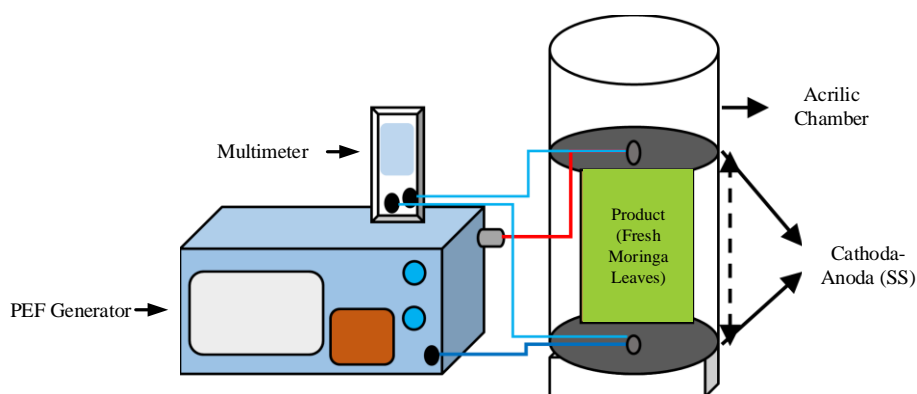 Multimeter
PEF Generator
Product
(Fresh
Moringa
Leaves)
Acrilic
Chamber
Cathoda-
Anoda (SS)